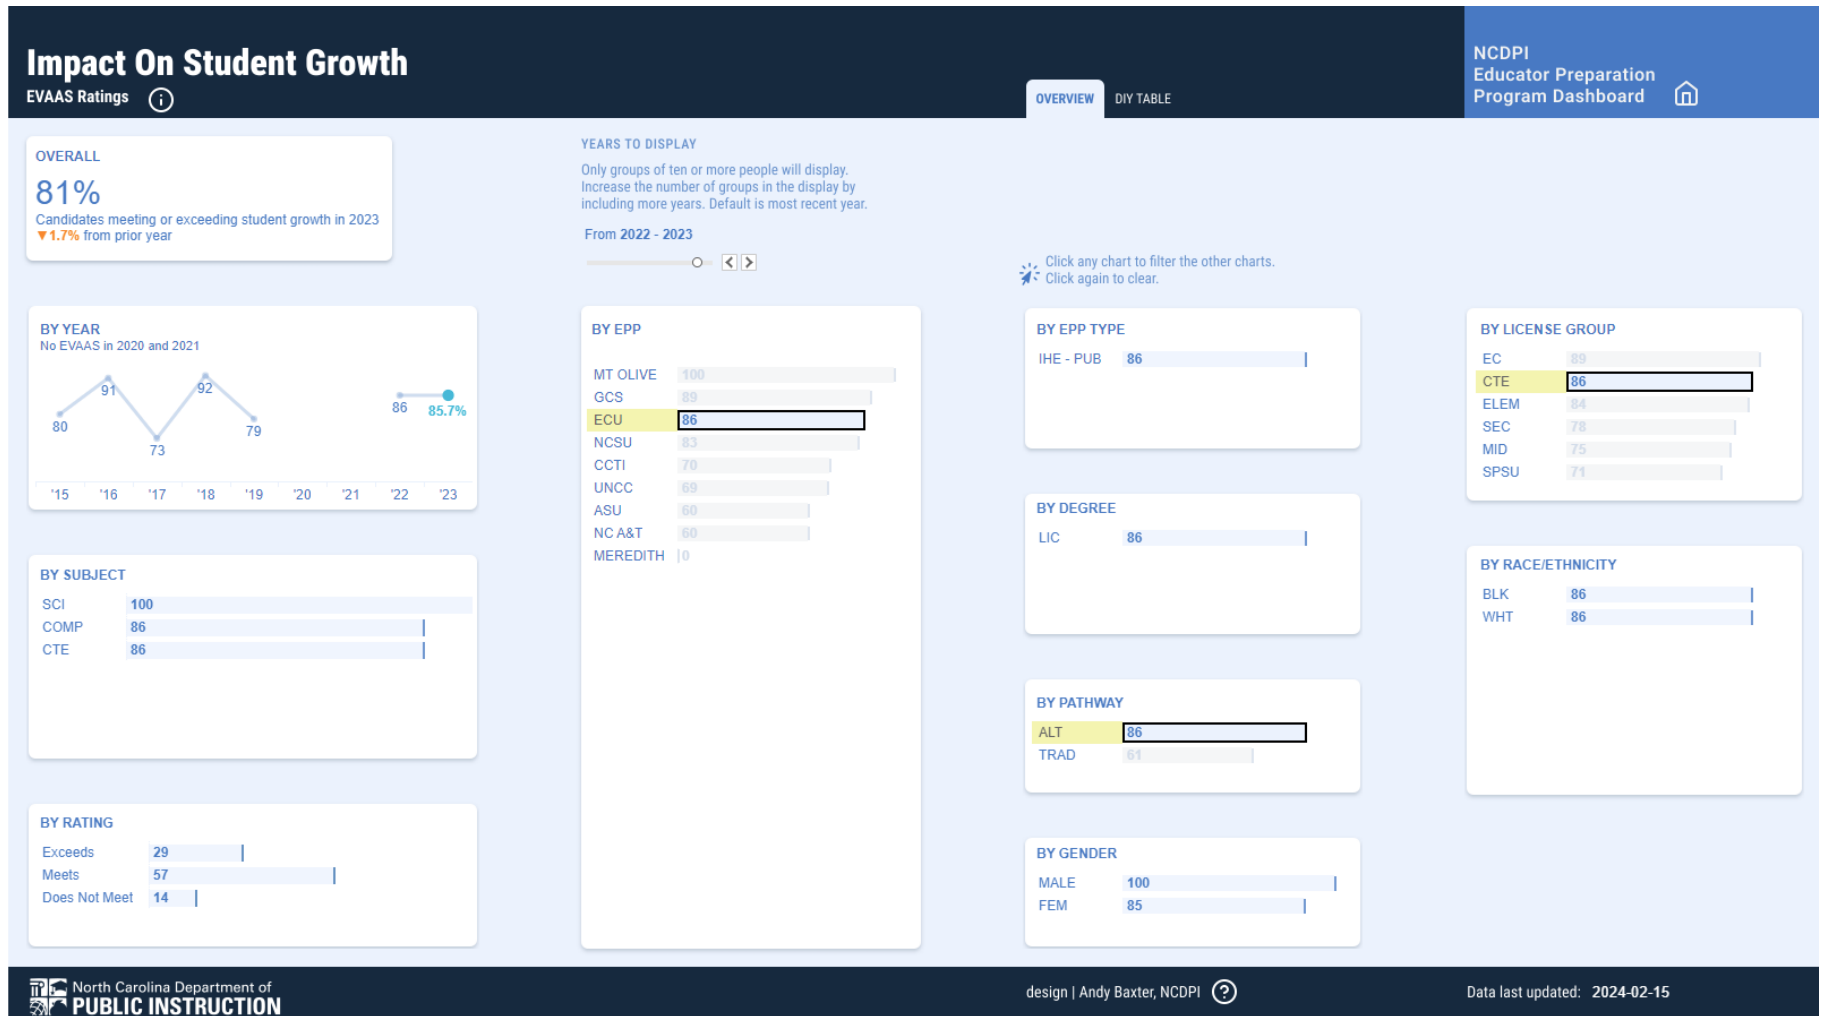 Impact On Student Growth
EVAAS Ratings
OVERVIEW
DIY TABLE
NCDPI
Educator Preparation
Program Dashboard
OVERALL
81%
Candidates meeting or exceeding student growth in 2023
▼1.7% from prior year
YEARS TO DISPLAY
Only groups of ten or more people will display.
Increase the number of groups in the display by
including more years. Default is most recent year.
From 2022 - 2023
Click any chart to filter the other charts.
Click again to clear.
BY YEAR
No EVAAS in 2020 and 2021
80
91
73
92
79
86
85.7%
'15 '16 '17 '18 '19 '20 '21 '22 '23
BY SUBJECT
SCI 100
COMP 86
CTE 86
BY RATING
Exceeds 29
Meets 57
Does Not Meet 14
BY EPP
MT OLIVE 100
GCS 89
ECU 86
NCSU 83
CCTI 70
UNCC 69
ASU 60
NC A&T 60
MEREDITH 0
BY EPP TYPE
IHE - PUB 86
BY DEGREE
LIC 86
BY PATHWAY
ALT 86
TRAD 61
BY GENDER
MALE 100
FEM 85
BY LICENSE GROUP
EC 89
CTE 86
ELEM 84
SEC 78
MID 75
SPSU 71
BY RACE/ETHNICITY
BLK 86
WHT 86
North Carolina Department of
PUBLIC INSTRUCTION
design | Andy Baxter, NCDPI
Data last updated: 2024-02-15